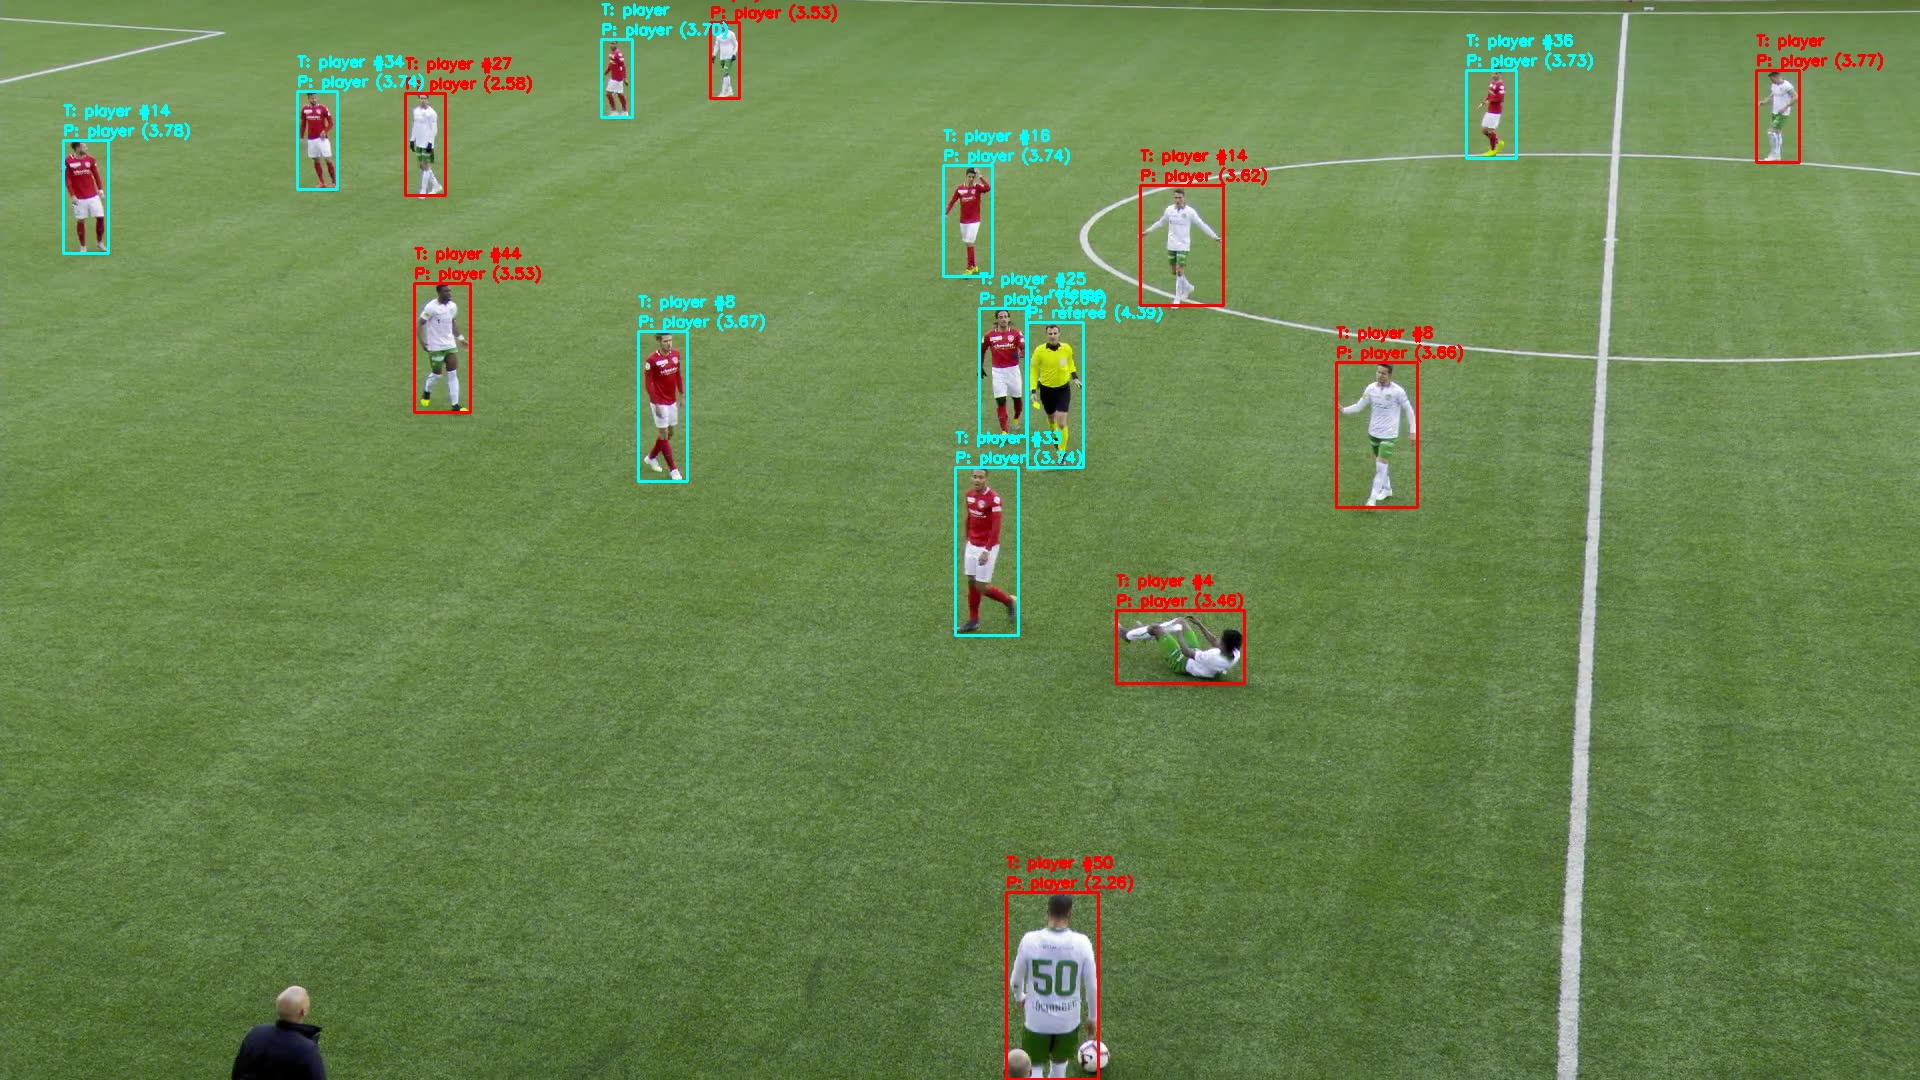 P: player (3.53)
T: player
P: player (3.70)
T: player #36
P: player (3.73)
T: player
P: player (3.77)
T: player #34
P: player (3.74)
T: player #27
P: player (2.58)
T: player #14
P: player (3.78)
T: player #16
P: player (3.74)
T: player #14
P: player (3.62)
T: player #44
P: player (3.53)
T: player #25
P: player
T: referee
P: referee (4.39)
T: player #8
P: player (3.67)
T: player #8
P: player (3.66)
T: player #33
P: player (3.74)
T: player #4
P: player (3.46)
T: player #50
P: player (2.26)
50